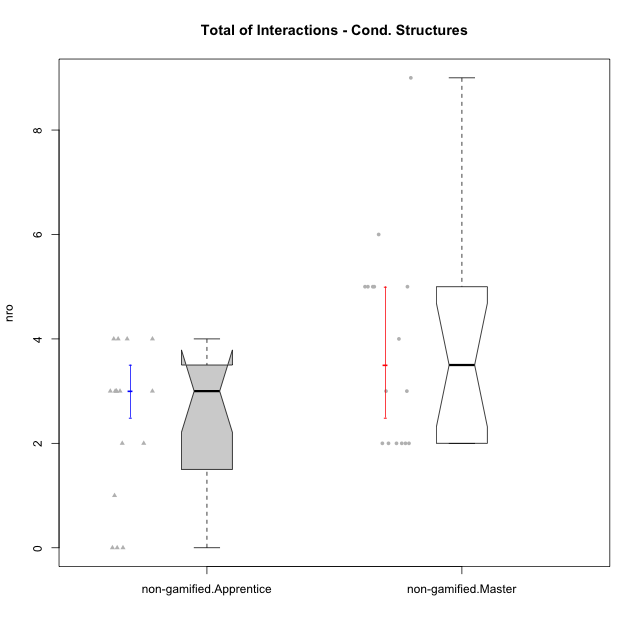 Total of Interactions - Cond. Structures
8
6
4
2
0
nro
non-gamified.Apprentice
non-gamified.Master